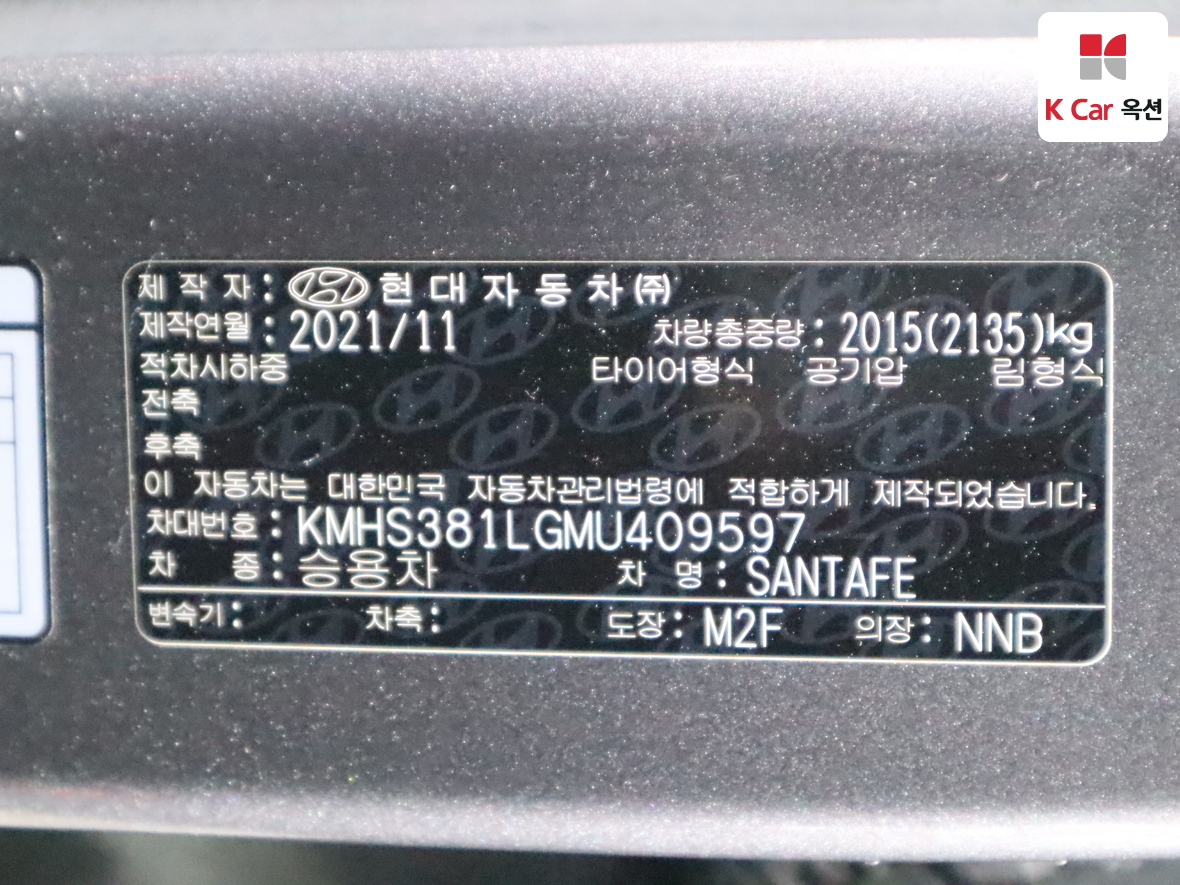 K Car 옥션
제 작 자 : 현 대 자 동 차 ㈜
제작연월 : 2021/11 차량총중량 : 2015(2135)kg
적차시하중 타이어형식 공기압 림형식
전축
후축
이 자동차는 대한민국 자동차관리법령에 적합하게 제작되었습니다.
차대번호 : KMHS381LGMU409597
차 종 : 승용차 차 명 : SANTAFE
변속기 : 차축 : 도장 : M2F 의장 : NNB